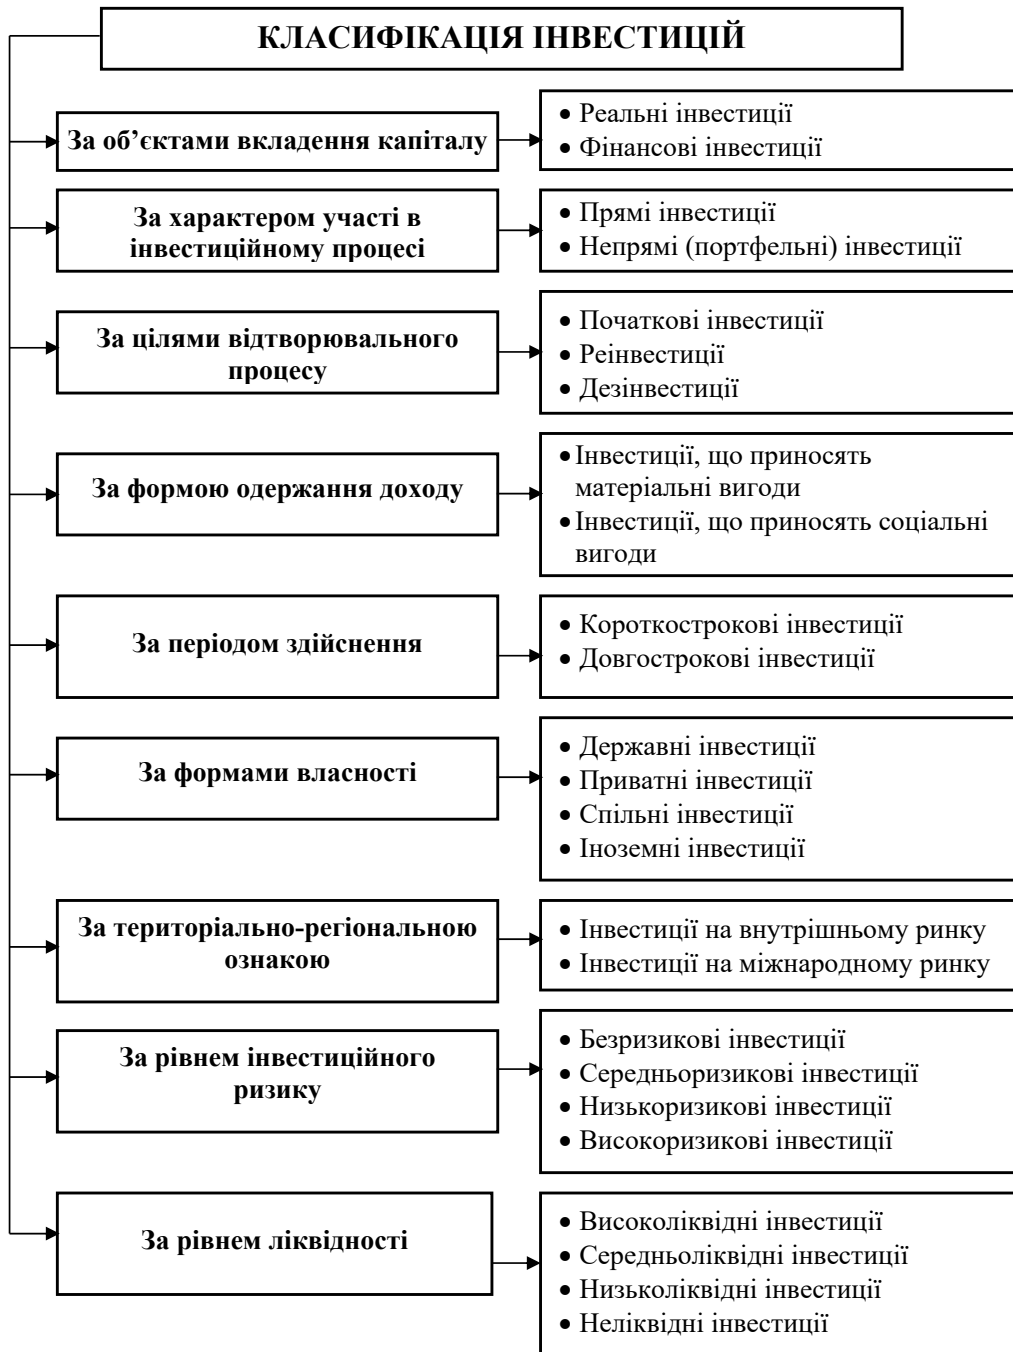 КЛАСИФІКАЦІЯ ІНВЕСТИЦІЙ
За об’єктами вкладення капіталу
• Реальні інвестиції
• Фінансові інвестиції
За характером участі в
інвестиційному процесі
• Прямі інвестиції
• Непрямі (портфельні) інвестиції
За цілями відтворювального
процесу
• Початкові інвестиції
• Реінвестиції
• Дезінвестиції
За формою одержання доходу
• Інвестиції, що приносять
матеріальні вигоди
• Інвестиції, що приносять соціальні
вигоди
За періодом здійснення
• Короткострокові інвестиції
• Довгострокові інвестиції
За формами власності
• Державні інвестиції
• Приватні інвестиції
• Спільні інвестиції
• Іноземні інвестиції
За територіально-регіональною
ознакою
• Інвестиції на внутрішньому ринку
• Інвестиції на міжнародному ринку
За рівнем інвестиційного
ризику
• Безризикові інвестиції
• Середньоризикові інвестиції
• Низькоризикові інвестиції
• Високоризикові інвестиції
За рівнем ліквідності
• Високоліквідні інвестиції
• Середньоліквідні інвестиції
• Низьколіквідні інвестиції
• Неліквідні інвестиції